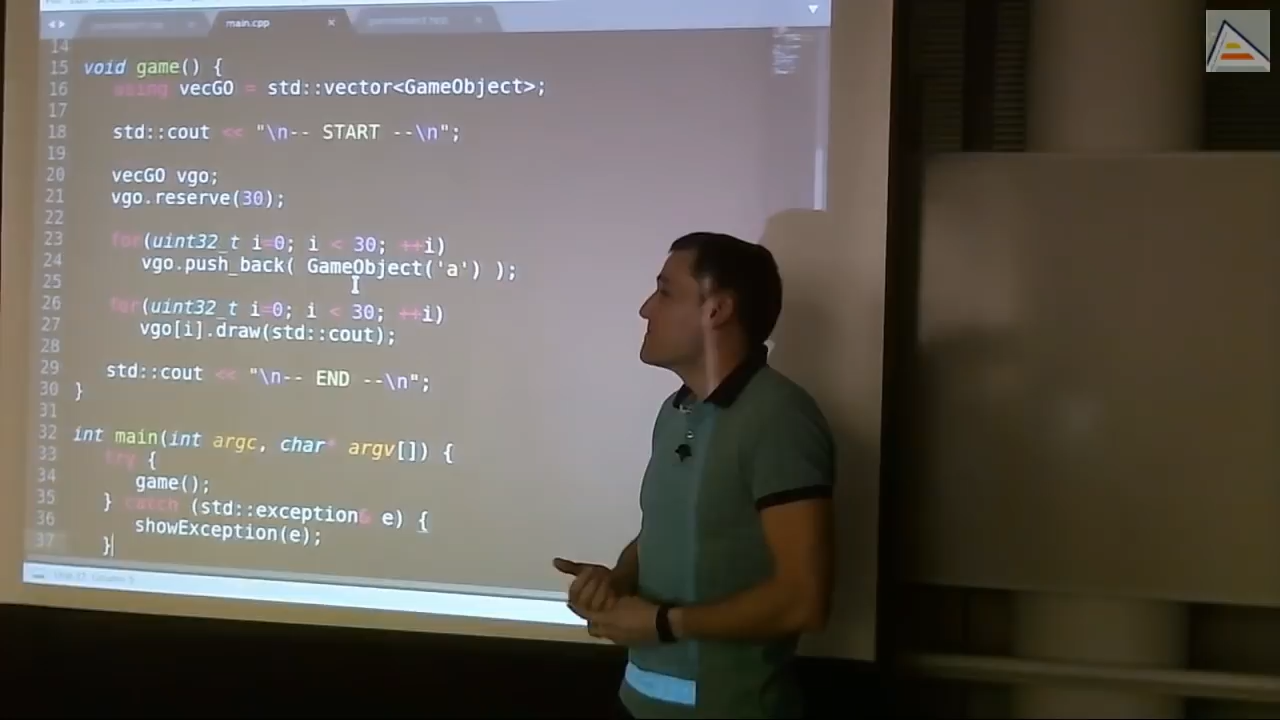 main.cpp
14
15 void game() {
16 using vecGO = std::vector<GameObject>;
17
18 std::cout << "\n-- START --\n";
19
20 vecGO vgo;
21 vgo.reserve(30);
22
23 for(uint32_t i=0; i < 30; ++i)
24 vgo.push_back( GameObject('a') );
25
26 for(uint32_t i=0; i < 30; ++i)
27 vgo[i].draw(std::cout);
28
29 std::cout << "\n-- END --\n";
30 }
31
32 int main(int argc, char* argv[]) {
33 try {
34 game();
35 } catch (std::exception& e) {
36 showException(e);
37 }